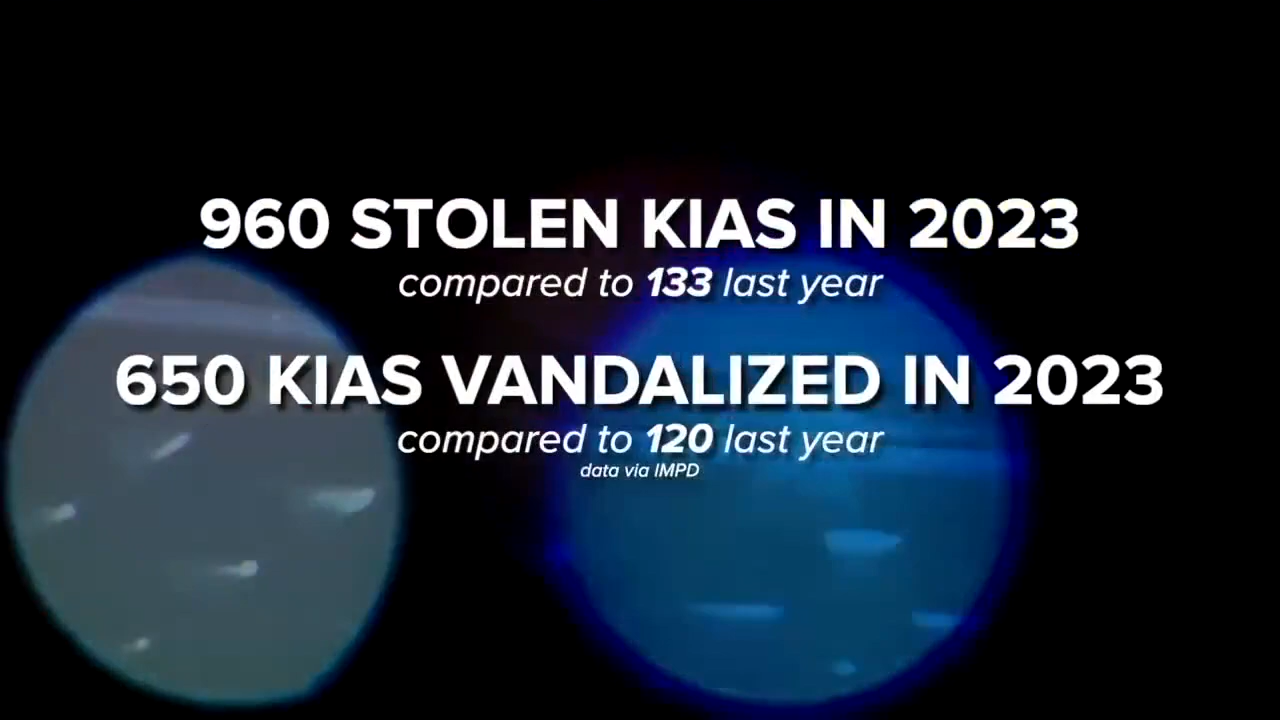 960 STOLEN KIAS IN 2023
compared to 133 last year
650 KIAS VANDALIZED IN 2023
compared to 120 last year
data via IMPD